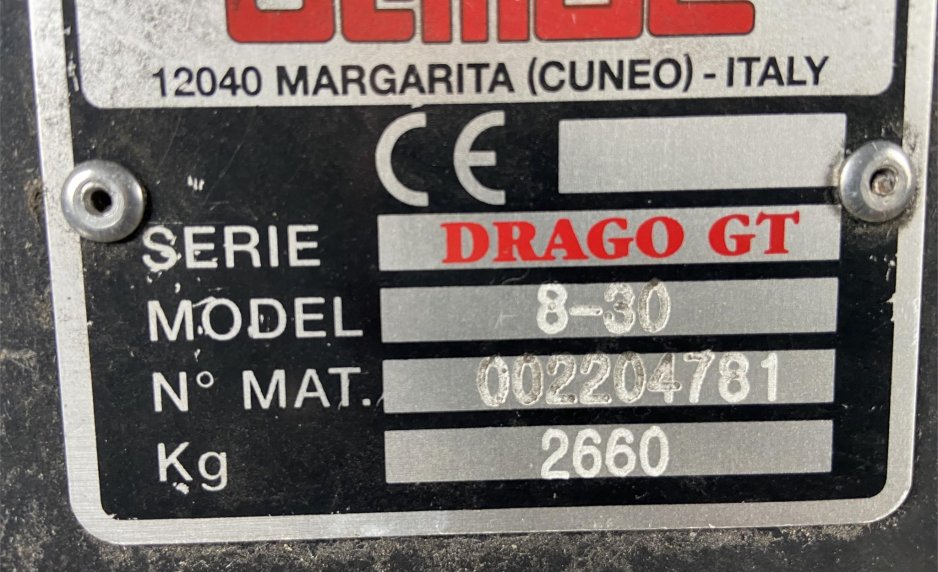 12040 MARGARITA (CUNEO) - ITALY
CE
SERIE DRAGO GT
MODEL 8-30
N° MAT. 002204781
Kg 2660